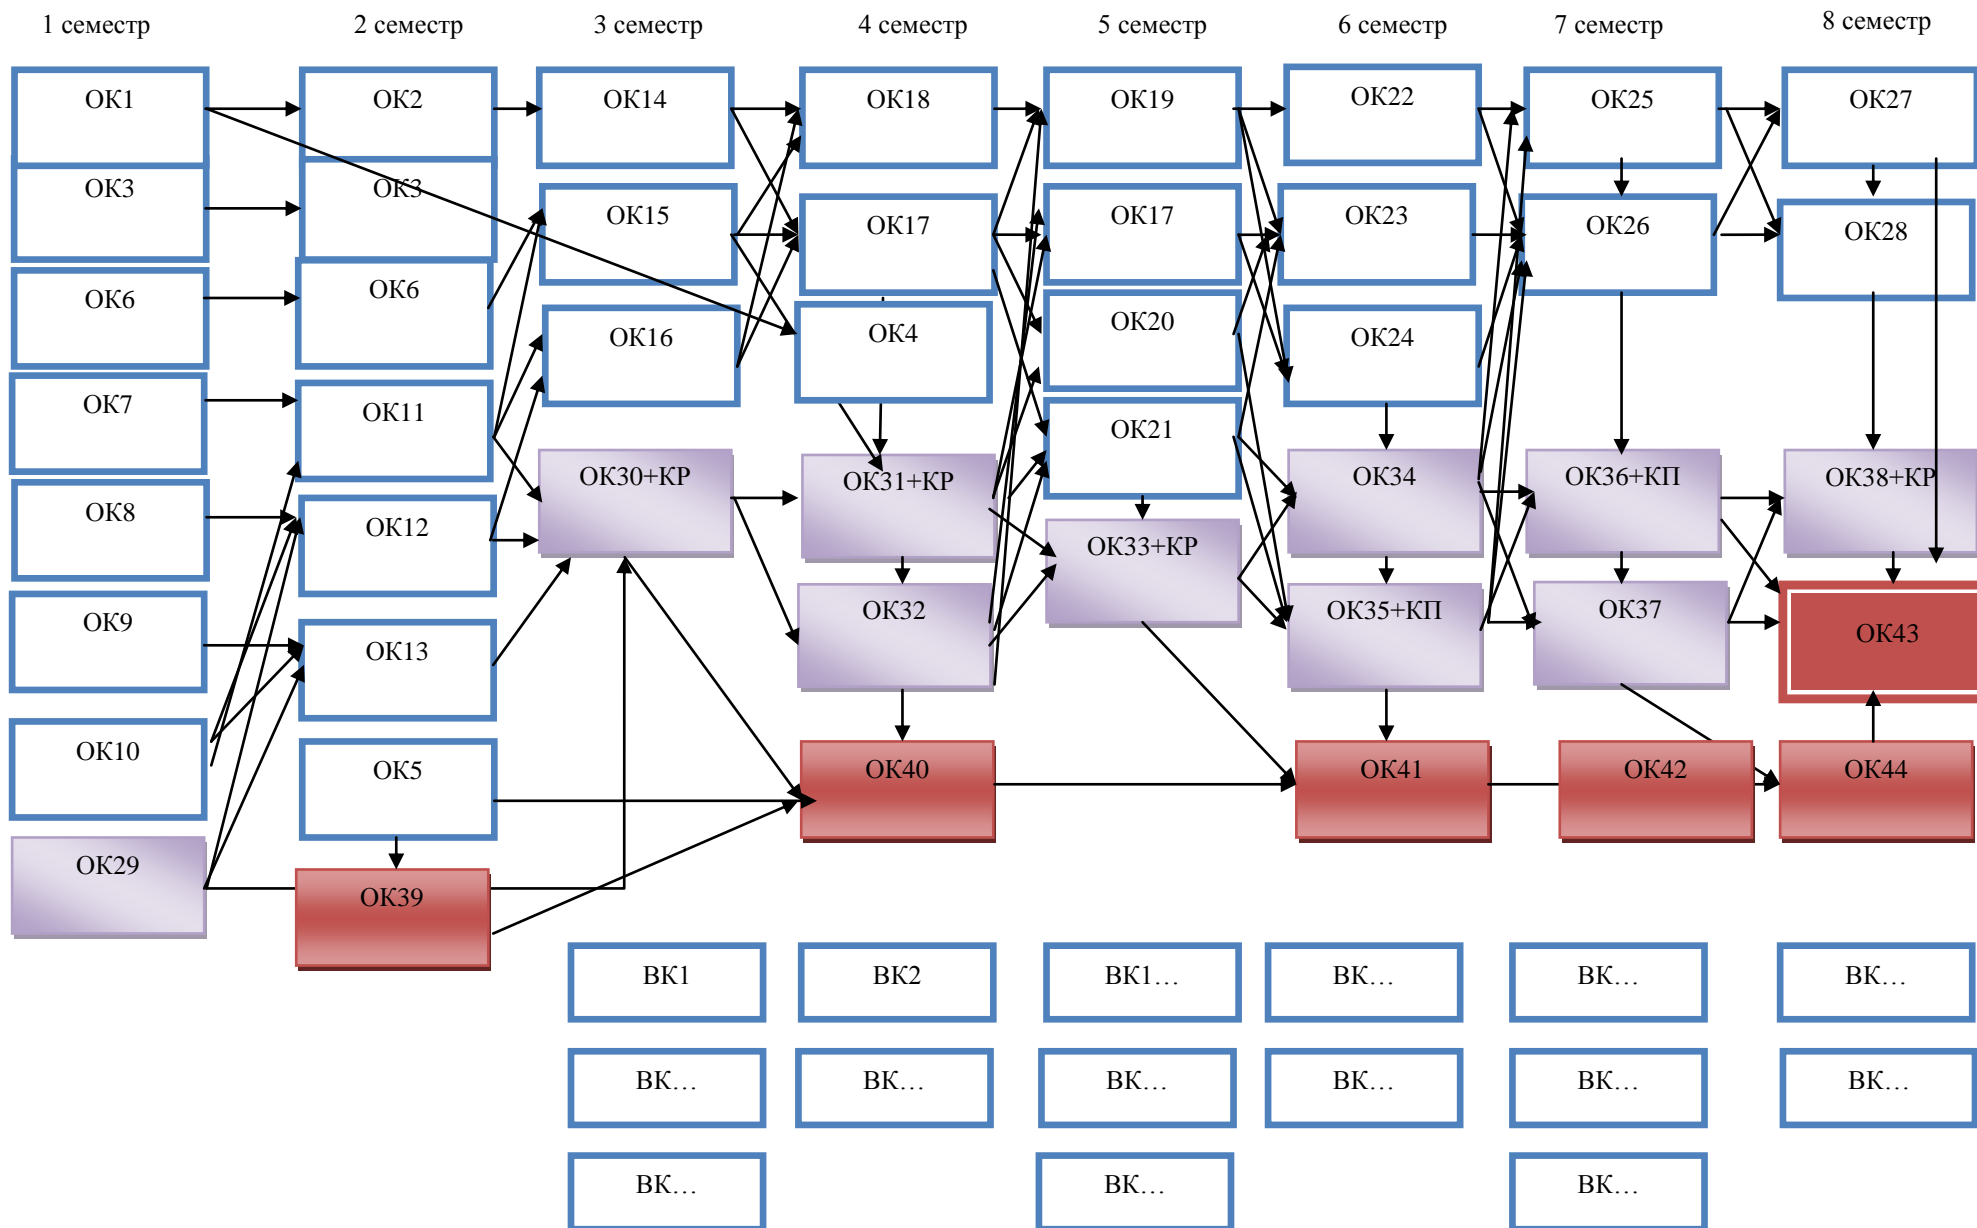 1 семестр
2 семестр
3 семестр
4 семестр
5 семестр
6 семестр
7 семестр
8 семестр
ОК1
ОК2
ОК14
ОК18
ОК19
ОК22
ОК25
ОК27
ОК3
ОК3
ОК15
ОК17
ОК17
ОК23
ОК26
ОК28
ОК6
ОК6
ОК16
ОК4
ОК20
ОК24
ОК7
ОК11
ОК21
ОК30+КР
ОК31+КР
ОК34
ОК36+КП
ОК38+КР
ОК8
ОК12
ОК33+КР
ОК9
ОК13
ОК32
ОК35+КП
ОК37
ОК43
ОК10
ОК5
ОК40
ОК41
ОК42
ОК44
ОК29
ОК39
ВК1
ВК2
ВК1…
ВК…
ВК…
ВК…
ВК…
ВК…
ВК…
ВК…
ВК…
ВК…
ВК…
ВК…
ВК…